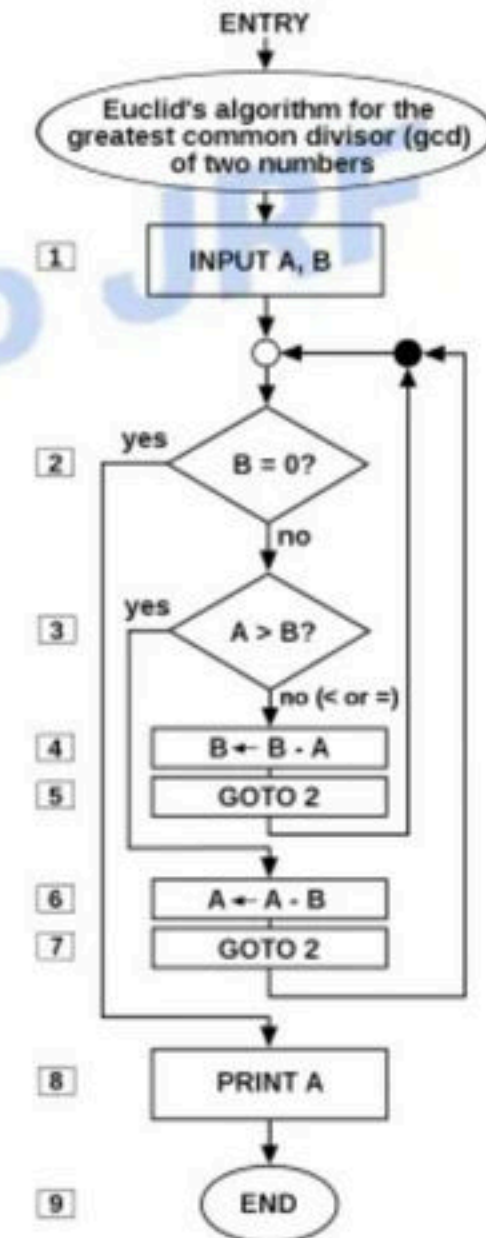 ENTRY
Euclid's algorithm for the
greatest common divisor (gcd)
of two numbers
1
INPUT A, B
yes
2
B = 0?
no
yes
3
A > B?
no (< or =)
4
B ← B - A
5
GOTO 2
6
A ← A - B
7
GOTO 2
8
PRINT A
9
END
JRF